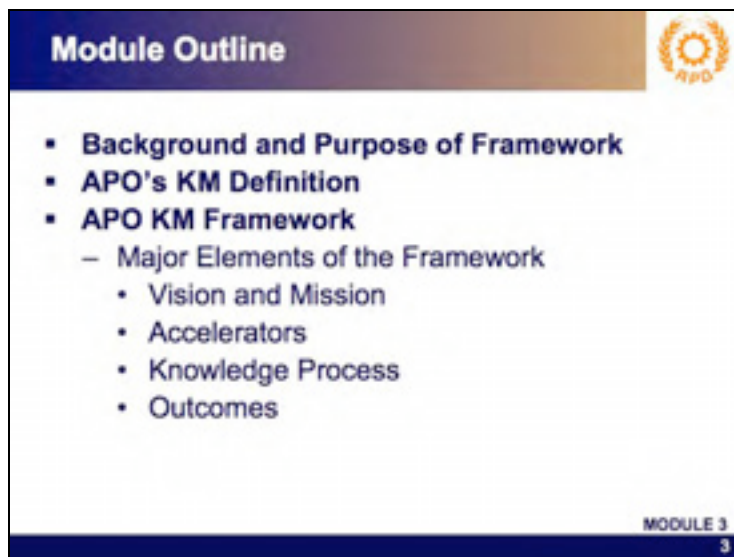 Module Outline
APO
▪ Background and Purpose of Framework
▪ APO's KM Definition
▪ APO KM Framework
– Major Elements of the Framework
• Vision and Mission
• Accelerators
• Knowledge Process
• Outcomes
MODULE 3
3